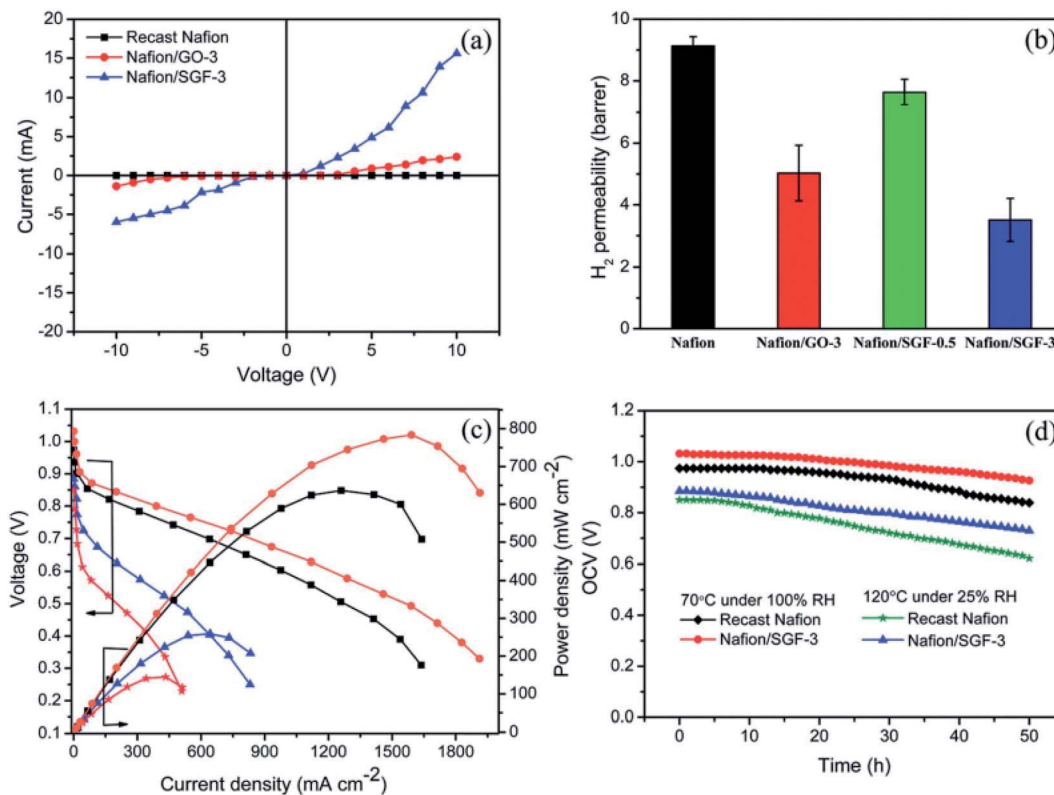 (a)
Recast Nafion
Nafion/GO-3
Nafion/SGF-3
20
15
10
5
0
-5
-10
-15
-20
Current (mA)
-10
-5
0
5
10
Voltage (V)
(b)
10
8
6
4
2
0
H2 permeability (barrer)
Nafion
Nafion/GO-3
Nafion/SGF-0.5
Nafion/SGF-3
(c)
1.1
1.0
0.9
0.8
0.7
0.6
0.5
0.4
0.3
0.2
0.1
Voltage (V)
800
700
600
500
400
300
200
100
0
Power density (mW cm-2)
0
300
600
900
1200
1500
1800
Current density (mA cm-2)
(d)
1.2
1.0
0.8
0.6
0.4
0.2
0.0
OCV (V)
70°C under 100% RH
120°C under 25% RH
Recast Nafion
Recast Nafion
Nafion/SGF-3
Nafion/SGF-3
0
10
20
30
40
50
Time (h)